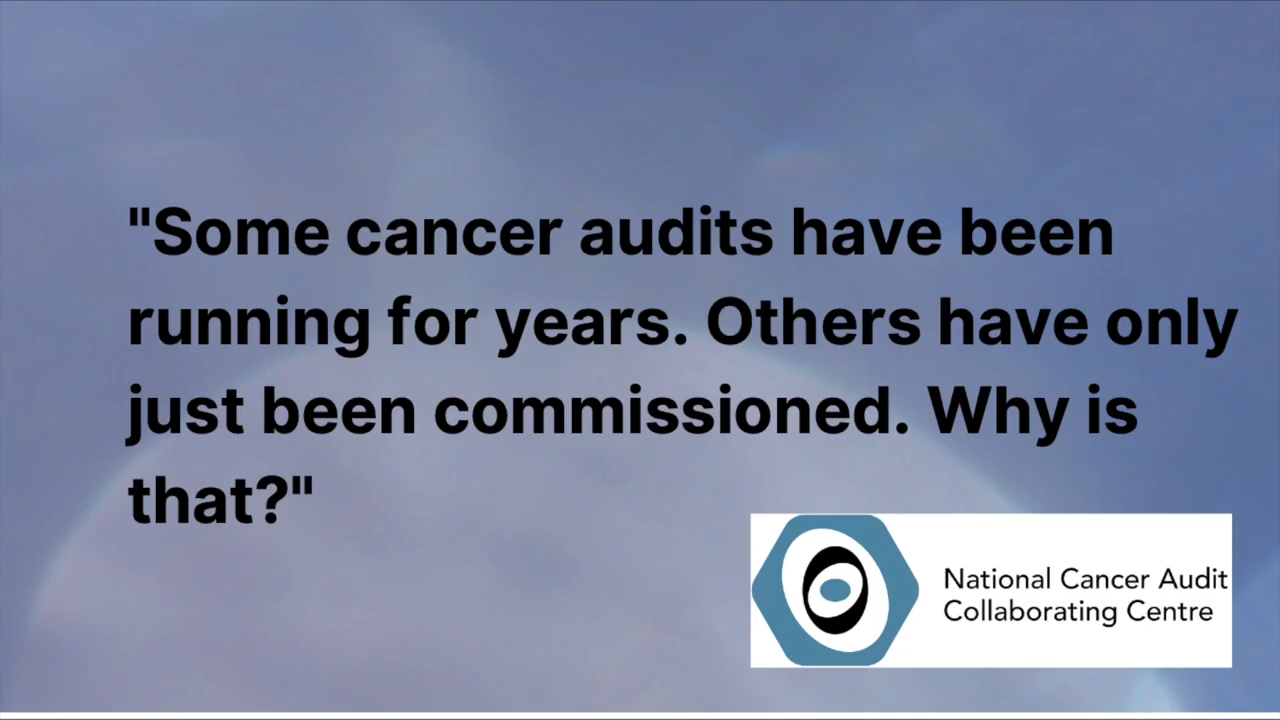 "Some cancer audits have been
running for years. Others have only
just been commissioned. Why is
that?"
National Cancer Audit
Collaborating Centre